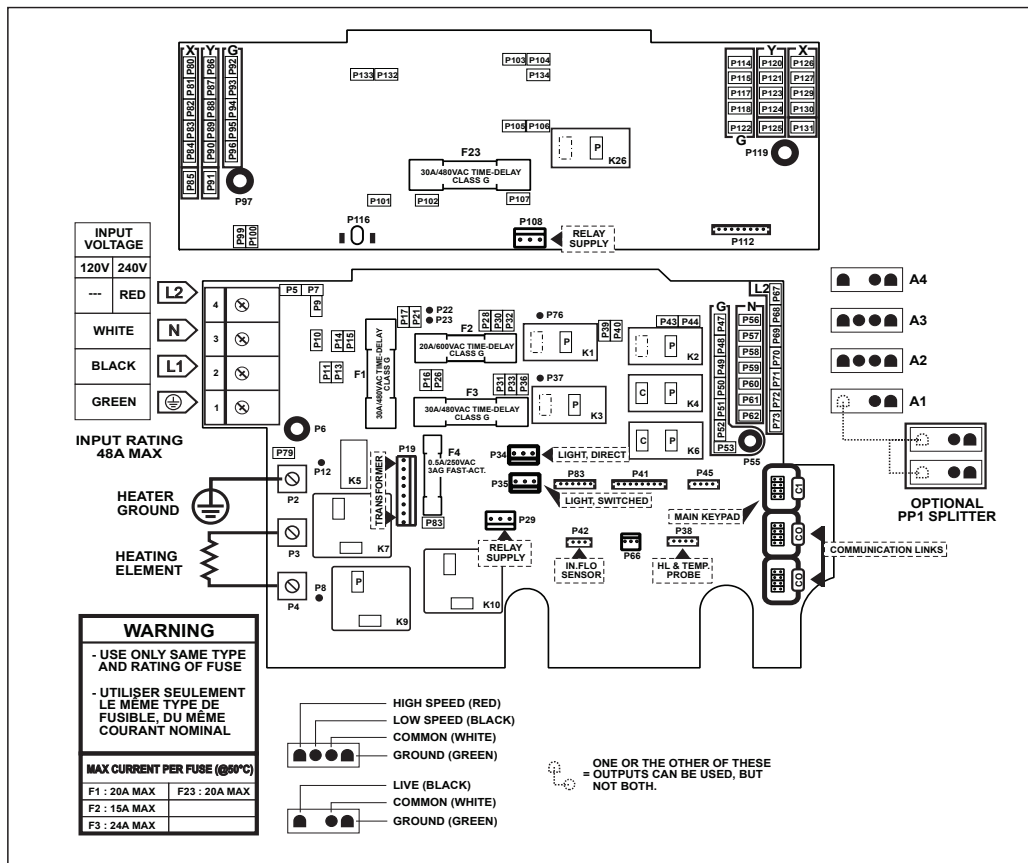 X Y G
P80 P86 P92
P81 P87 P93
P82 P88 P94
P83 P89 P95
P84 P90 P96
P85 P91
P97
P99
P100
P133 P132
P103 P104
P134
P105 P106
P
K26
F23
30A/480VAC TIME-DELAY
CLASS G
P101
P102
P107
P116
P108
RELAY
SUPPLY
P112
Y X
P114 P120 P126
P115 P121 P127
P117 P123 P129
P118 P124 P130
P122 P125 P131
G
P119
INPUT
VOLTAGE
120V 240V
--- RED L2
WHITE N
BLACK L1
GREEN
INPUT RATING
48A MAX
4
3
2
1
P5 P7
P9
P10
P14
P15
P11
P13
F1
30A/480VAC TIME-DELAY
CLASS G
P17
P21
P22
P23
F2
20A/600VAC TIME-DELAY
CLASS G
P28
P30
P32
P16
P26
F3
30A/480VAC TIME-DELAY
CLASS G
P31
P33
P36
P76
P
K1
P39
P40
P43 P44
P
K2
P37
P
K3
C P
K4
C P
K6
L2
G N
P47
P48
P49
P50
P51
P52
P53
P56
P57
P58
P59
P60
P61
P62
P67
P68
P69
P70
P71
P72
P73
P55
P6
P79
P12
K5
P19
TRANSFORMER
F4
0.5A/250VAC
3AG FAST-ACT.
P83
P34
LIGHT, DIRECT
P35
LIGHT, SWITCHED
P83
P41
P45
MAIN KEYPAD
P29
RELAY
SUPPLY
P42
IN.FLO
SENSOR
P66
P38
HL & TEMP.
PROBE
C1
CO
CO
COMMUNICATION LINKS
A4
A3
A2
A1
OPTIONAL
PP1 SPLITTER
HEATER
GROUND
P2
HEATING
ELEMENT
P3
P4
P8
K7
P
K9
K10
WARNING
- USE ONLY SAME TYPE
AND RATING OF FUSE
- UTILISER SEULEMENT
LE MÊME TYPE DE
FUSIBLE, DU MÊME
COURANT NOMINAL
MAX CURRENT PER FUSE (@50°C)
F1 : 20A MAX F23 : 20A MAX
F2 : 15A MAX
F3 : 24A MAX
HIGH SPEED (RED)
LOW SPEED (BLACK)
COMMON (WHITE)
GROUND (GREEN)
LIVE (BLACK)
COMMON (WHITE)
GROUND (GREEN)
ONE OR THE OTHER OF THESE
= OUTPUTS CAN BE USED, BUT
NOT BOTH.